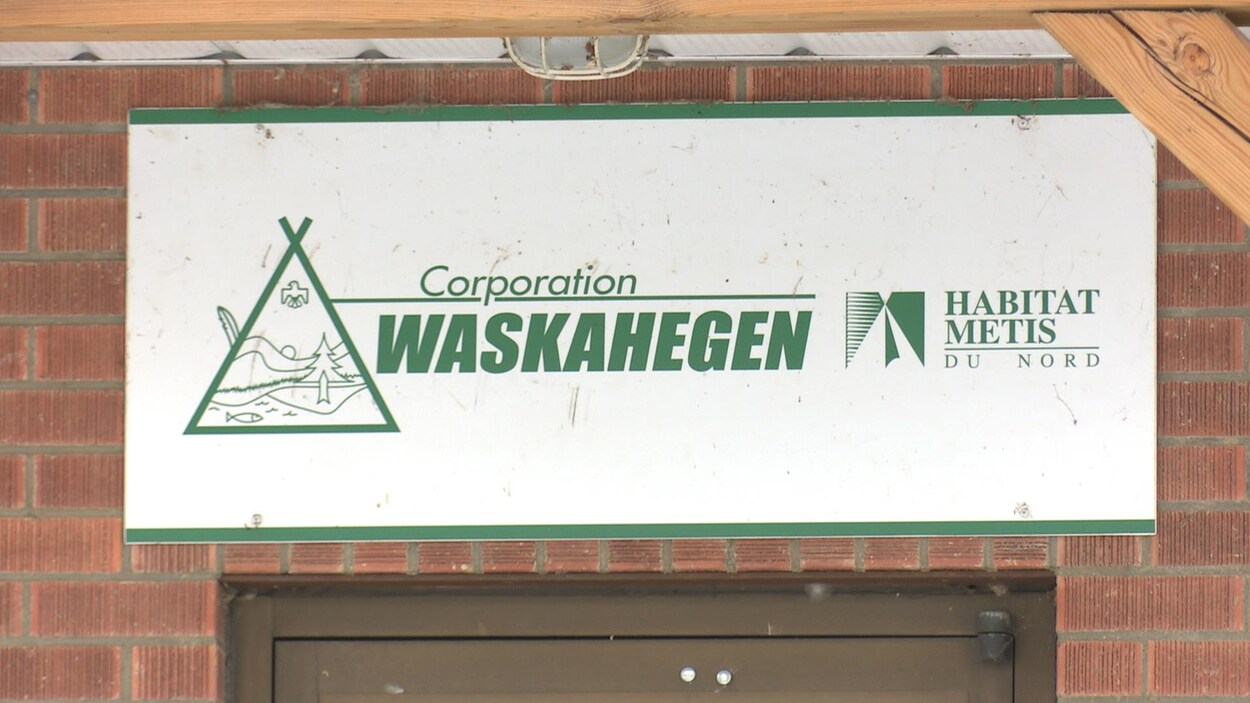 Corporation
WASKAHEGEN
HABITAT
METIS
DU NORD